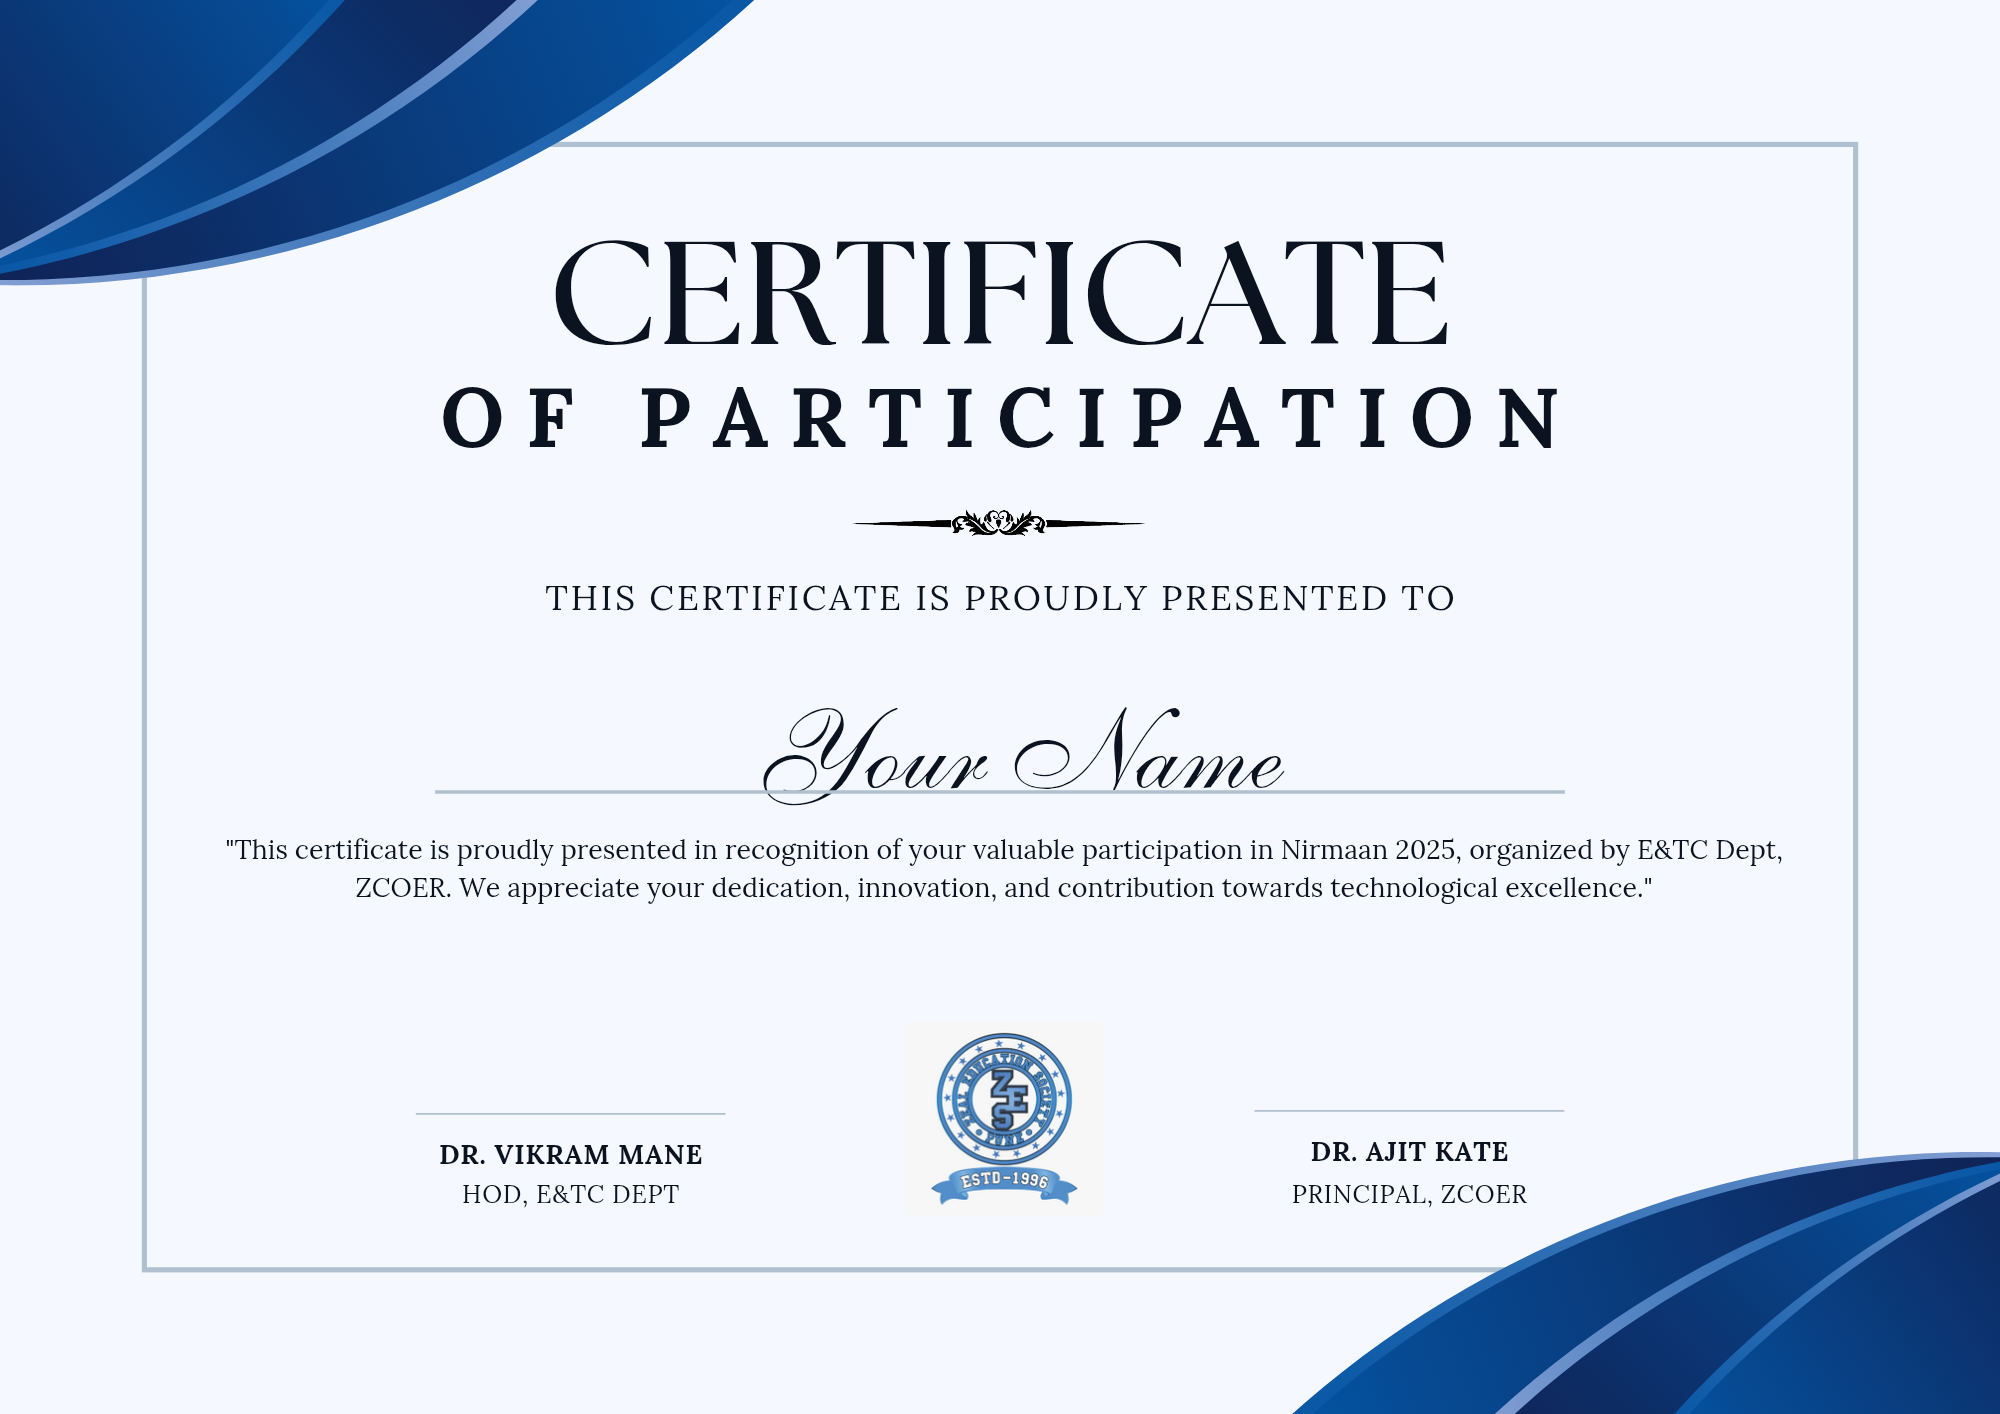 CERTIFICATE
OF PARTICIPATION
THIS CERTIFICATE IS PROUDLY PRESENTED TO
Your Name
"This certificate is proudly presented in recognition of your valuable participation in Nirmaan 2025, organized by E&TC Dept,
ZCOER. We appreciate your dedication, innovation, and contribution towards technological excellence."
ZEAL EDUCATION SOCIETY
PUNE
ZES
ESTD-1996
DR. VIKRAM MANE
HOD, E&TC DEPT
DR. AJIT KATE
PRINCIPAL, ZCOER